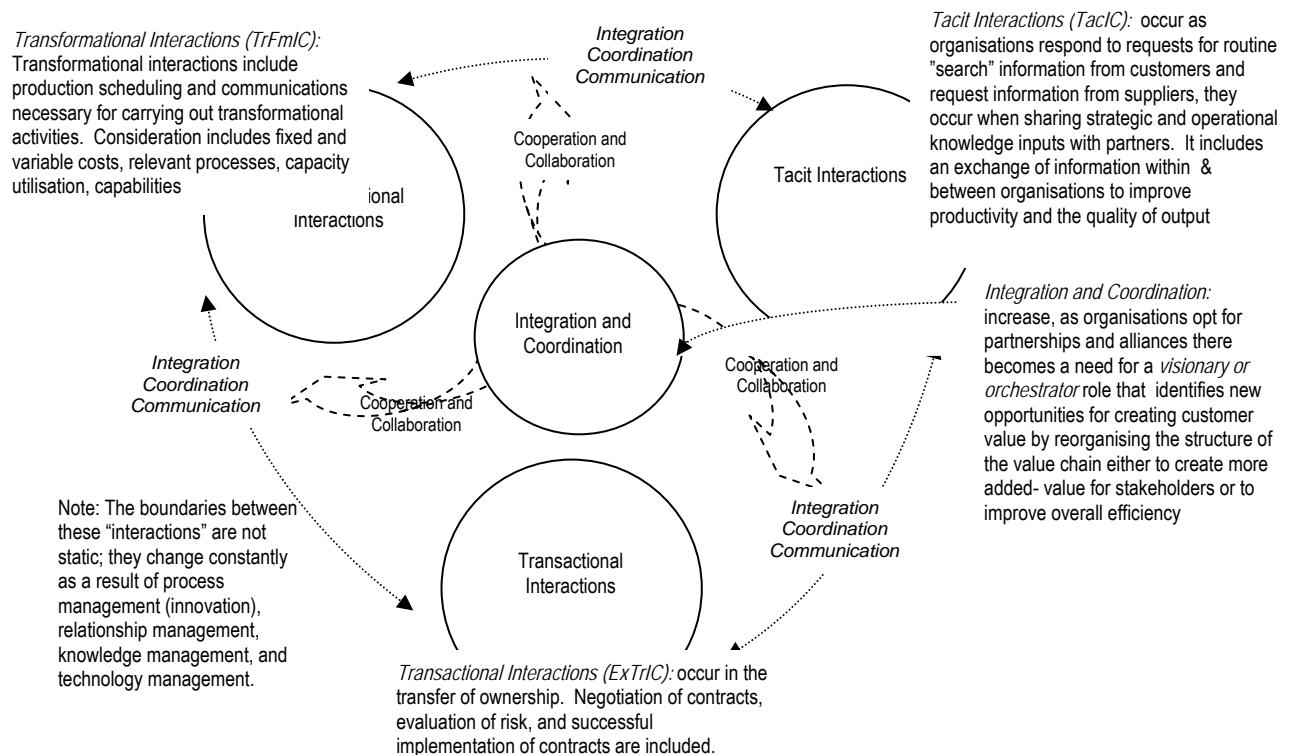 Transformational Interactions (TrFmIC):
Transformational interactions include
production scheduling and communications
necessary for carrying out transformational
activities.  Consideration includes fixed and
variable costs, relevant processes, capacity
utilisation, capabilities
ional
Interactions
Integration
Coordination
Communication
Cooperation and
Collaboration
Tacit Interactions
Tacit Interactions (TacIC):  occur as
organisations respond to requests for routine
”search” information from customers and
request information from suppliers, they
occur when sharing strategic and operational
knowledge inputs with partners.  It includes
an exchange of information within  &
between organisations to improve
productivity and the quality of output
Integration and
Coordination
Integration and Coordination:
increase, as organisations opt for
partnerships and alliances there
becomes a need for a visionary or
orchestrator role that  identifies new
opportunities for creating customer
value by reorganising the structure of
the value chain either to create more
added- value for stakeholders or to
improve overall efficiency
Integration
Coordination
Communication
Cooperation and
Collaboration
Cooperation and
Collaboration
Integration
Coordination
Communication
Note: The boundaries between
these “interactions” are not
static; they change constantly
as a result of process
management (innovation),
relationship management,
knowledge management, and
technology management.
Transactional
Interactions
Transactional Interactions (ExTrIC): occur in the
transfer of ownership.  Negotiation of contracts,
evaluation of risk, and successful
implementation of contracts are included.